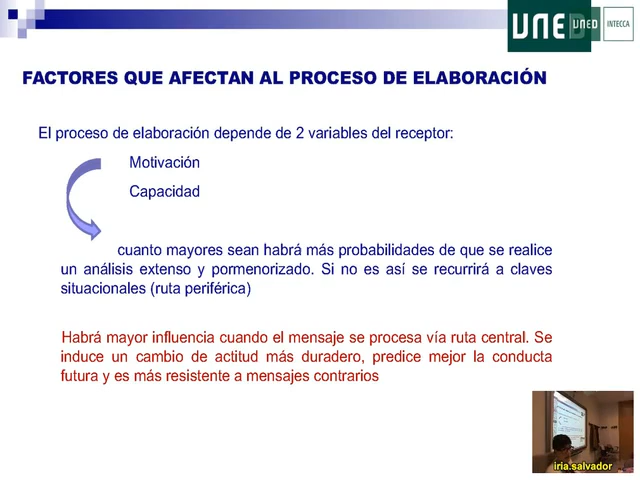 UNED
UNED
INTECCA
FACTORES QUE AFECTAN AL PROCESO DE ELABORACIÓN
El proceso de elaboración depende de 2 variables del receptor:
Motivación
Capacidad
cuanto mayores sean habrá más probabilidades de que se realice
un análisis extenso y pormenorizado. Si no es así se recurrirá a claves
situacionales (ruta periférica)
Habrá mayor influencia cuando el mensaje se procesa vía ruta central. Se
induce un cambio de actitud más duradero, predice mejor la conducta
futura y es más resistente a mensajes contrarios
iria.salvador